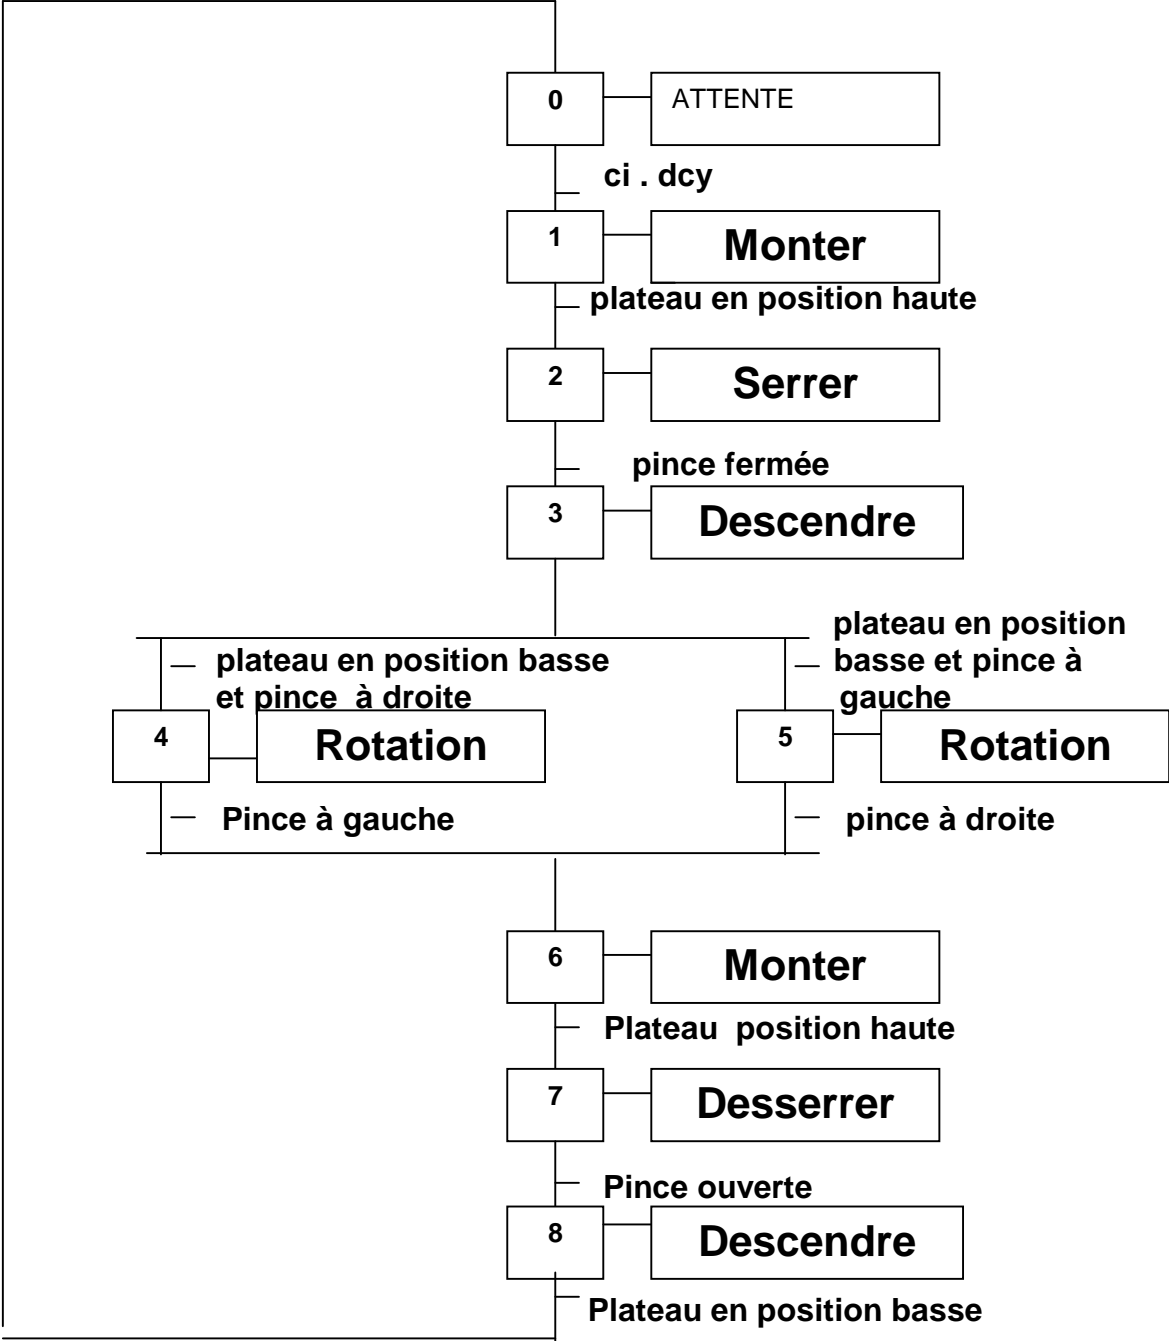 0
ATTENTE
ci . dcy
1
Monter
plateau en position haute
2
Serrer
pince fermée
3
Descendre
plateau en position basse
et pince à droite
plateau en position
basse et pince à
gauche
4
Rotation
5
Rotation
Pince à gauche
pince à droite
6
Monter
Plateau position haute
7
Desserrer
Pince ouverte
8
Descendre
Plateau en position basse